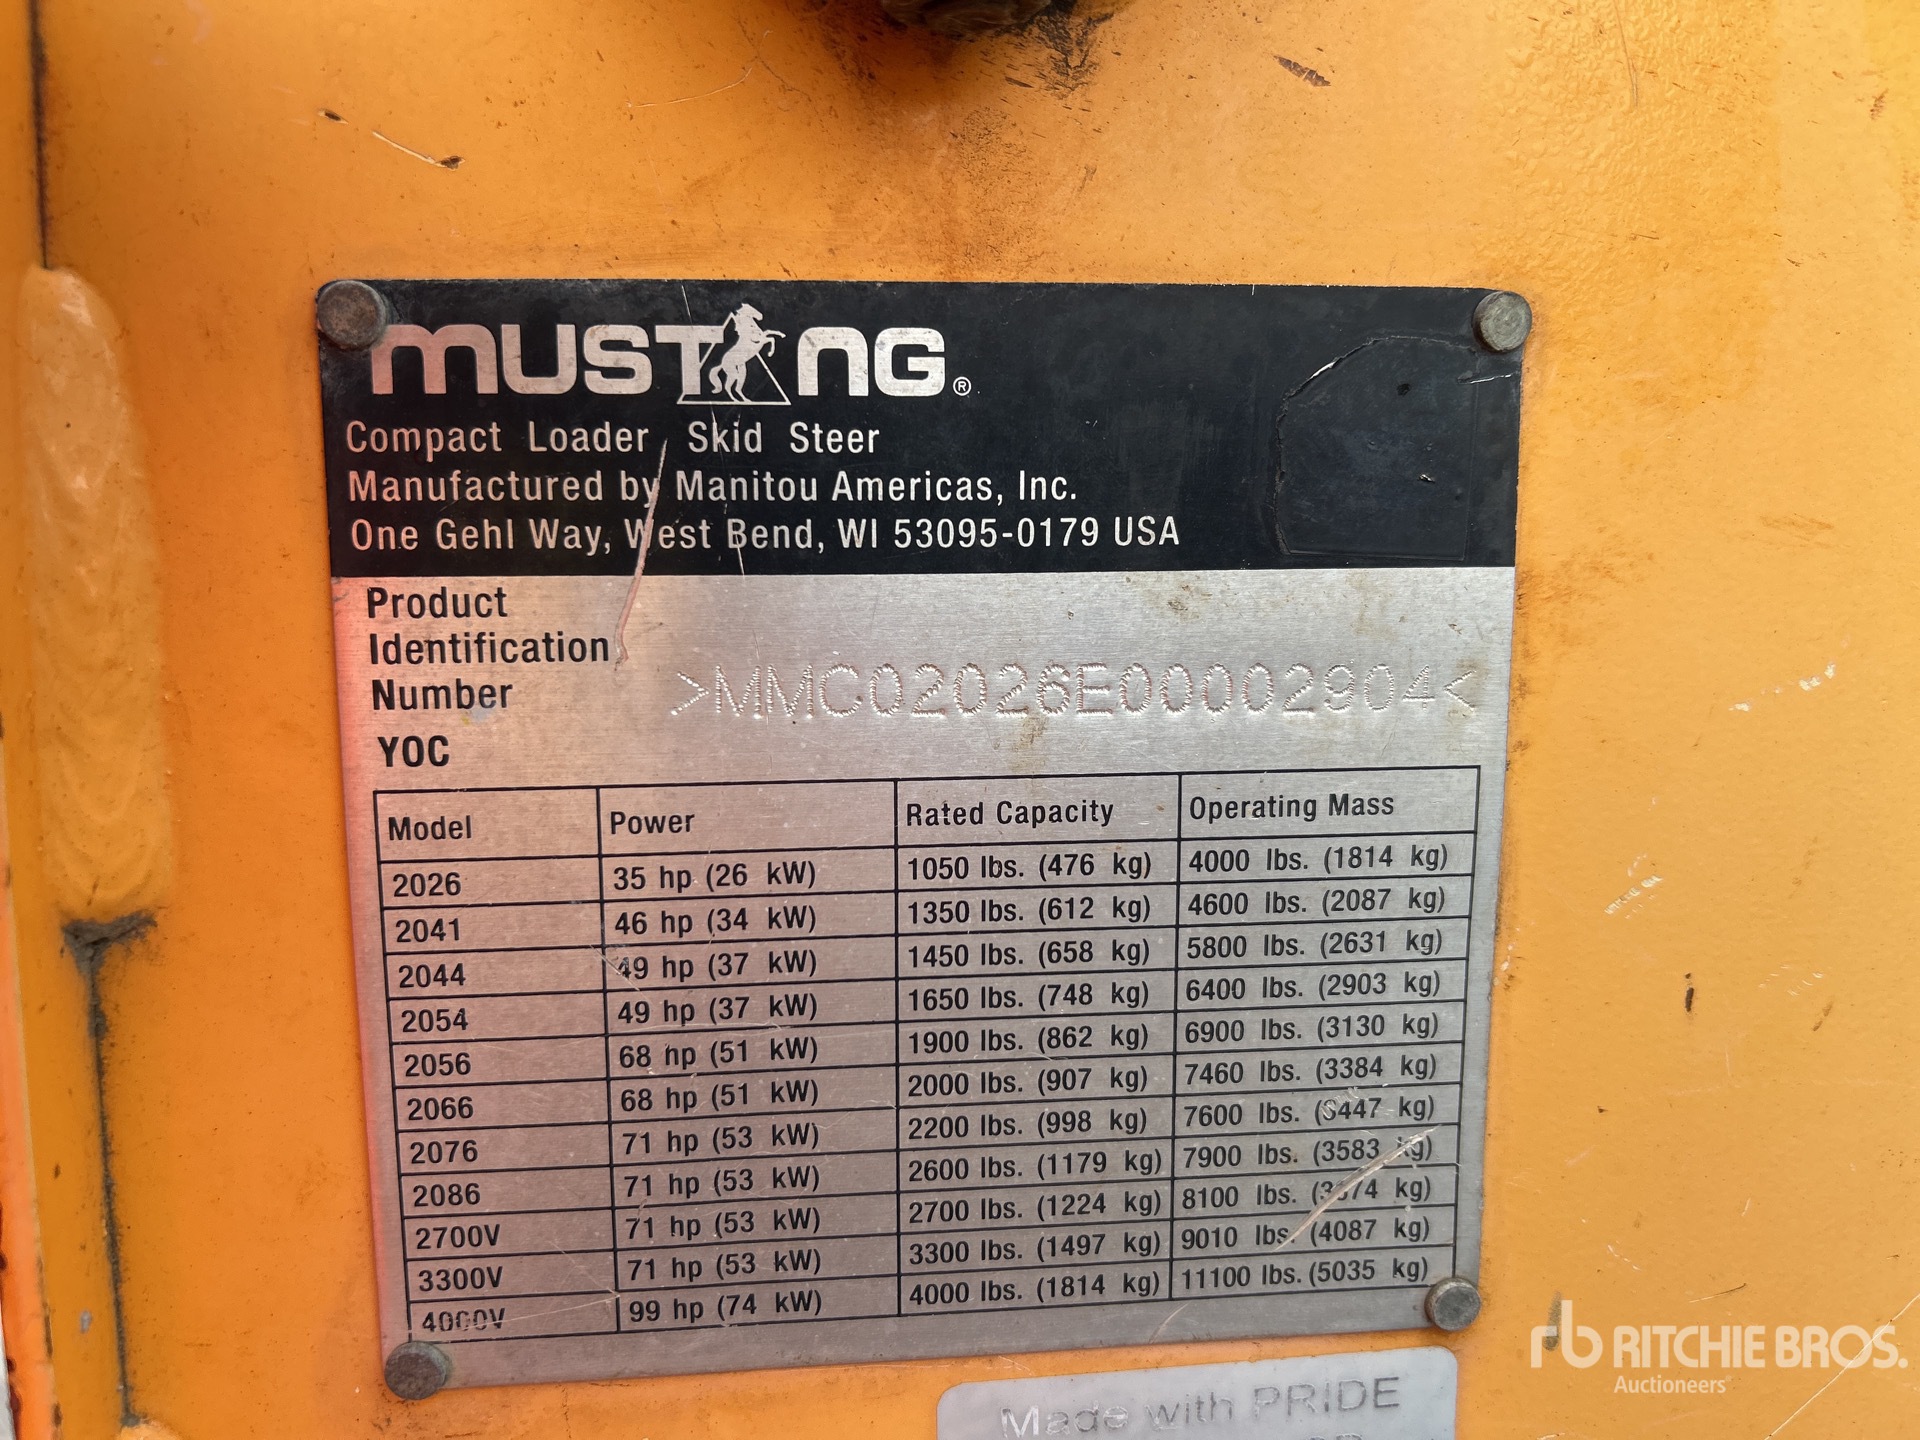 MUSTANG®
Compact Loader, Skid Steer
Manufactured by Manitou Americas, Inc.
One Gehl Way, West Bend, WI 53095-0179 USA
Product
Identification
Number
>MMC02026E00002904<
YOC
Model Power Rated Capacity Operating Mass
2026 35 hp (26 kW) 1050 lbs. (476 kg) 4000 lbs. (1814 kg)
2041 46 hp (34 kW) 1350 lbs. (612 kg) 4600 lbs. (2087 kg)
2044 49 hp (37 kW) 1450 lbs. (658 kg) 5800 lbs. (2631 kg)
2054 49 hp (37 kW) 1650 lbs. (748 kg) 6400 lbs. (2903 kg)
2056 68 hp (51 kW) 1900 lbs. (862 kg) 6900 lbs. (3130 kg)
2066 68 hp (51 kW) 2000 lbs. (907 kg) 7460 lbs. (3384 kg)
2076 71 hp (53 kW) 2200 lbs. (998 kg) 7600 lbs. (3447 kg)
2086 71 hp (53 kW) 2600 lbs. (1179 kg) 7900 lbs. (3583 kg)
2700V 71 hp (53 kW) 2700 lbs. (1224 kg) 8100 lbs. (3674 kg)
3300V 71 hp (53 kW) 3300 lbs. (1497 kg) 9010 lbs. (4087 kg)
4000V 99 hp (74 kW) 4000 lbs. (1814 kg) 11100 lbs. (5035 kg)
Made with PRIDE
rb RITCHIE BROS.
Auctioneers